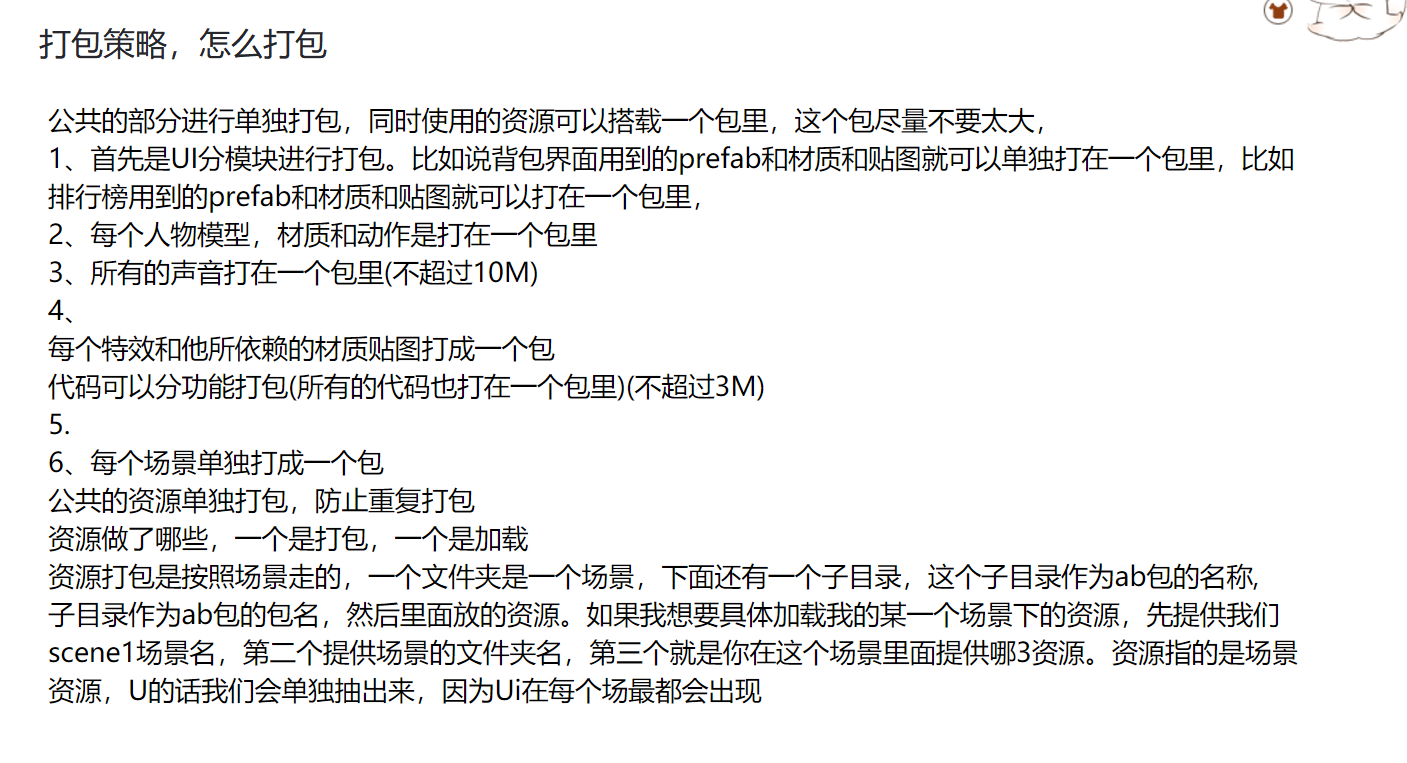 打包策略，怎么打包
公共的部分进行单独打包，同时使用的资源可以搭载一个包里，这个包尽量不要太大，
1、首先是UI分模块进行打包。比如说背包界面用到的prefab和材质和贴图就可以单独打在一个包里，比如
排行榜用到的prefab和材质和贴图就可以打在一个包里，
2、每个人物模型，材质和动作是打在一个包里
3、所有的声音打在一个包里(不超过10M)
4、
每个特效和他所依赖的材质贴图打成一个包
代码可以分功能打包(所有的代码也打在一个包里)(不超过3M)
5.
6、每个场景单独打成一个包
公共的资源单独打包，防止重复打包
资源做了哪些，一个是打包，一个是加载
资源打包是按照场景走的，一个文件夹是一个场景，下面还有一个子目录，这个子目录作为ab包的名称,
子目录作为ab包的包名，然后里面放的资源。如果我想要具体加载我的某一个场景下的资源，先提供我们
scene1场景名，第二个提供场景的文件夹名，第三个就是你在这个场景里面提供哪3资源。资源指的是场景
资源，U的话我们会单独抽出来，因为Ui在每个场最都会出现